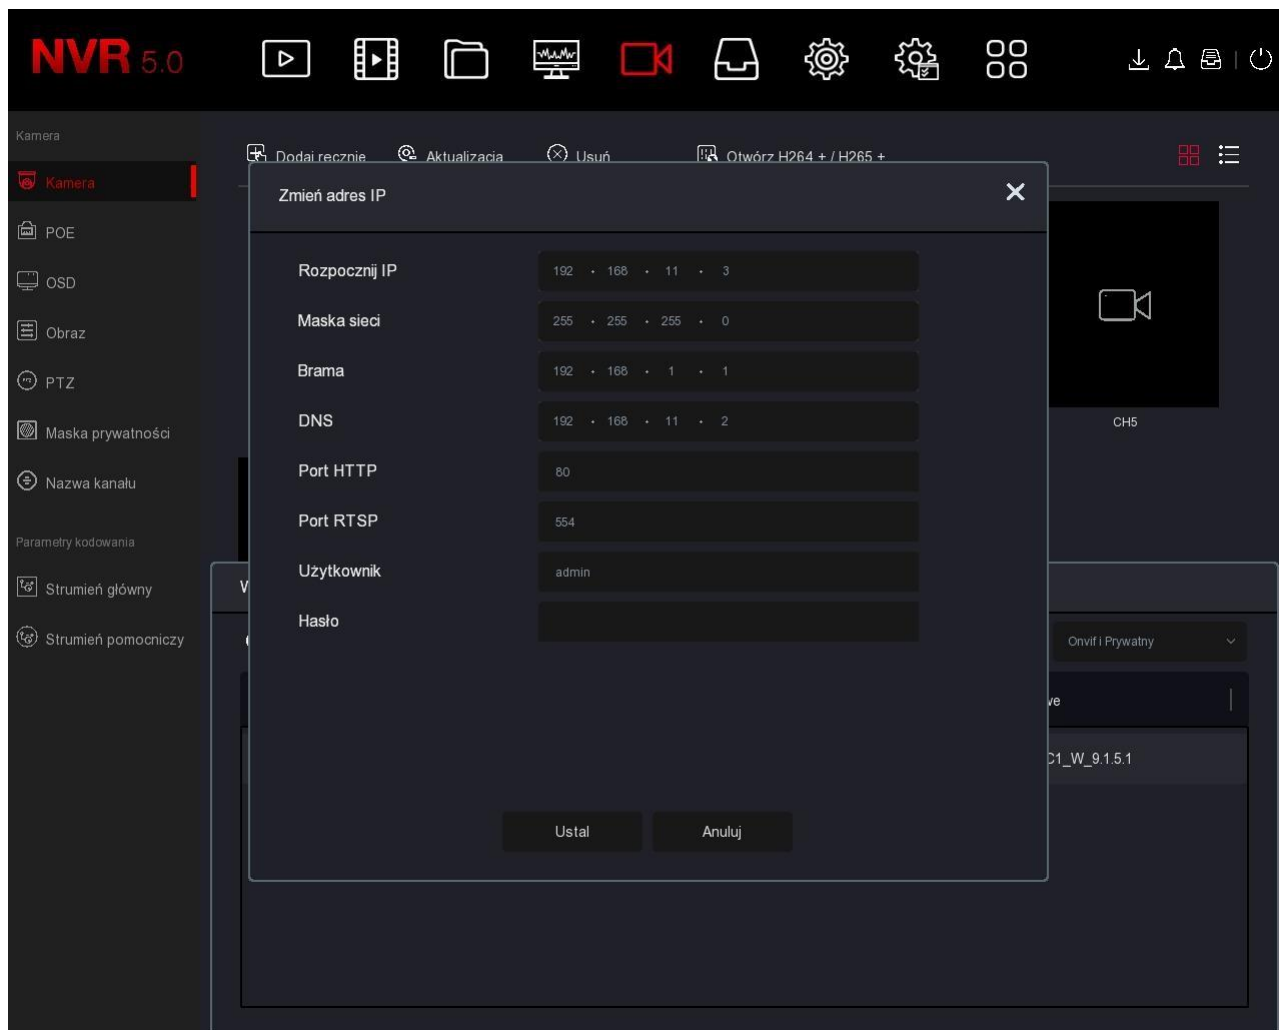 NVR 5.0
Kamera
Kamera
POE
OSD
Obraz
PTZ
Maska prywatności
Nazwa kanału
Parametry kodowania
Strumień główny
Strumień pomocniczy
Dodaj recznie Aktualizacja Usuń Otwórz H264 + / H265 +
Zmień adres IP
Rozpocznij IP 192 . 168 . 11 . 3
Maska sieci 255 . 255 . 255 . 0
Brama 192 . 168 . 1 . 1
DNS 192 . 168 . 11 . 2
Port HTTP 80
Port RTSP 554
Użytkownik admin
Hasło
Ustal Anuluj
CH5
Onvif i Prywatny
C1_W_9.1.5.1